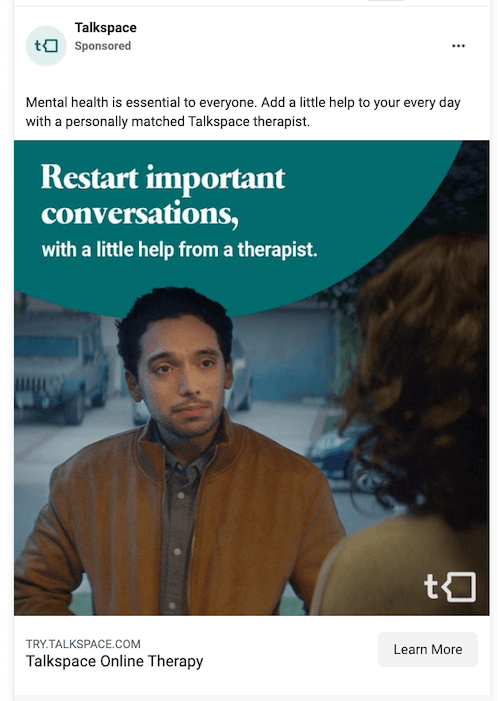 Talkspace
Sponsored
Mental health is essential to everyone. Add a little help to your every day
with a personally matched Talkspace therapist.
Restart important
conversations,
with a little help from a therapist.
TRY.TALKSPACE.COM
Talkspace Online Therapy
Learn More